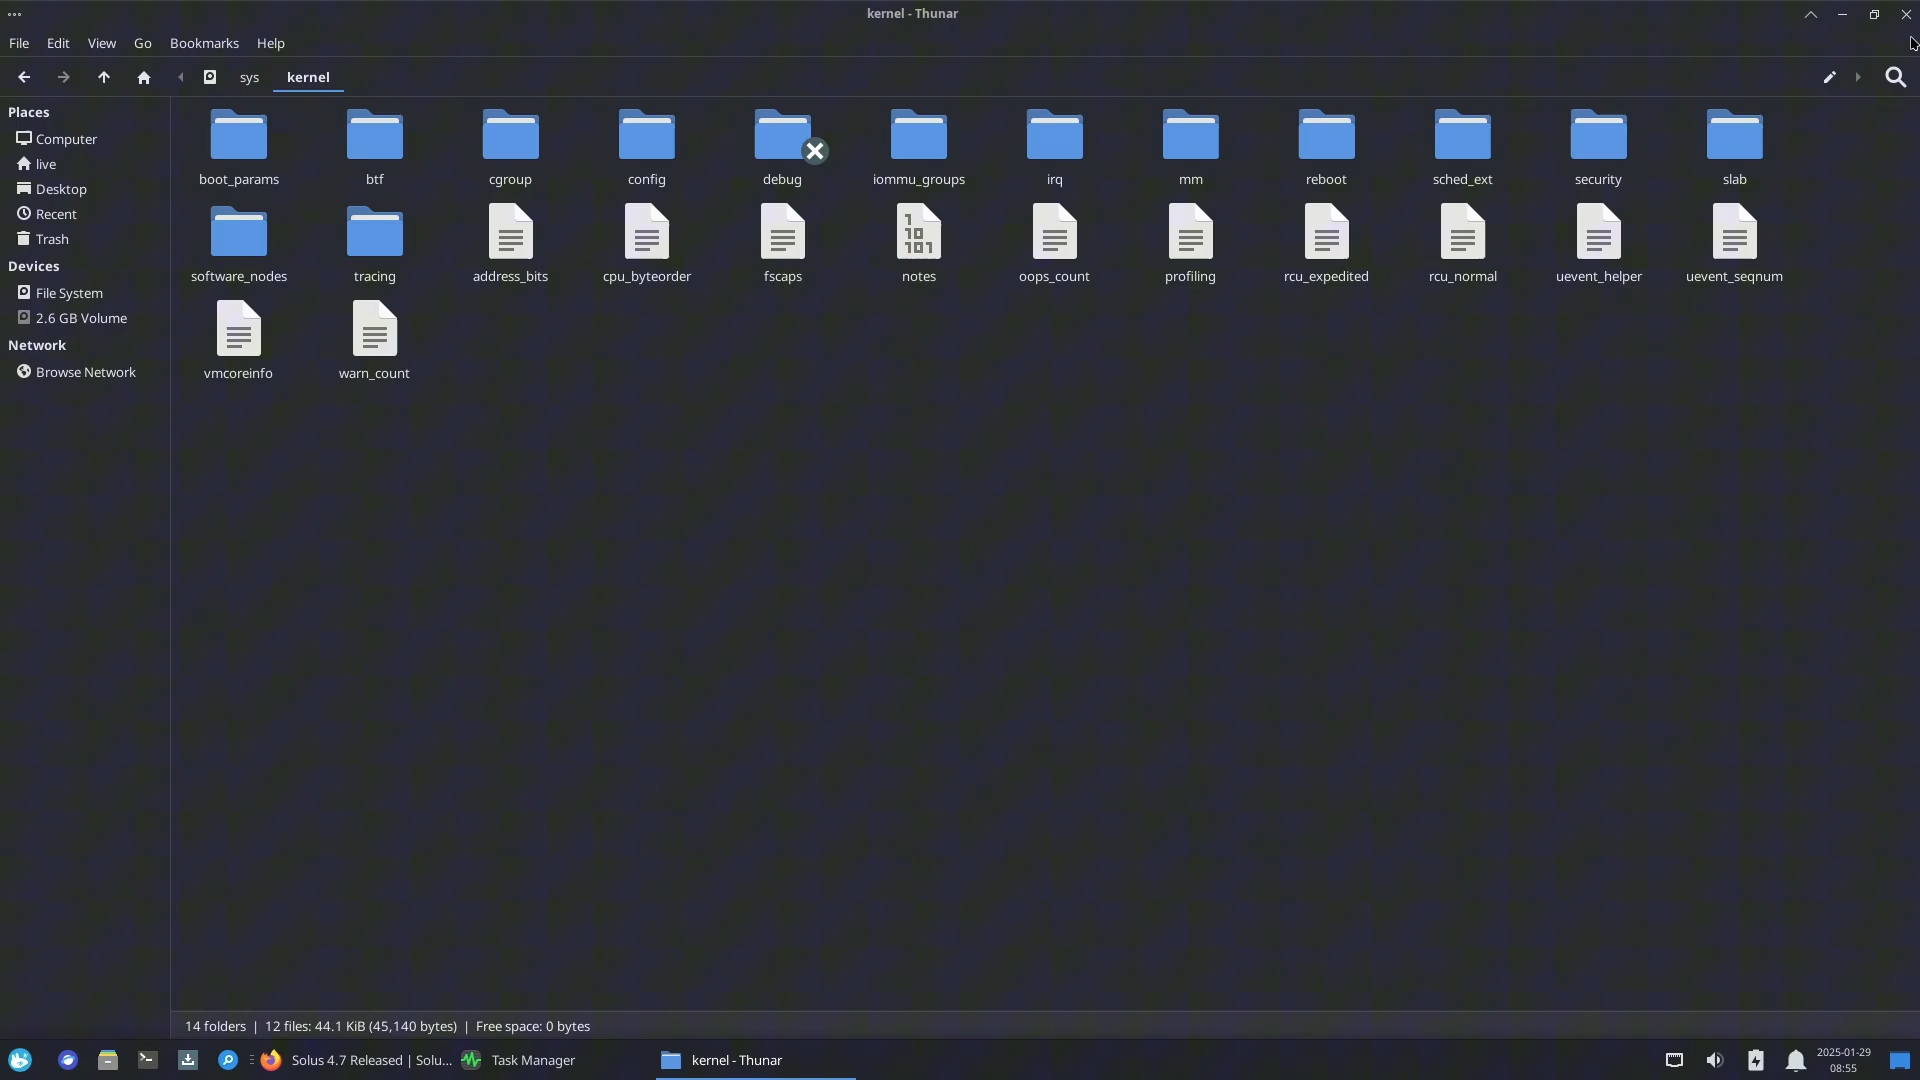 kernel - Thunar
File Edit View Go Bookmarks Help
sys kernel
Places
Computer
live
Desktop
Recent
Trash
Devices
File System
2.6 GB Volume
Network
Browse Network
boot_params btf cgroup config debug iommu_groups irq mm reboot sched_ext security slab
software_nodes tracing address_bits cpu_byteorder fscaps notes oops_count profiling rcu_expedited rcu_normal uevent_helper uevent_seqnum
vmcoreinfo warn_count
14 folders | 12 files: 44.1 KiB (45,140 bytes) | Free space: 0 bytes
Solus 4.7 Released | Solu... Task Manager kernel - Thunar
2025-01-29
08:55